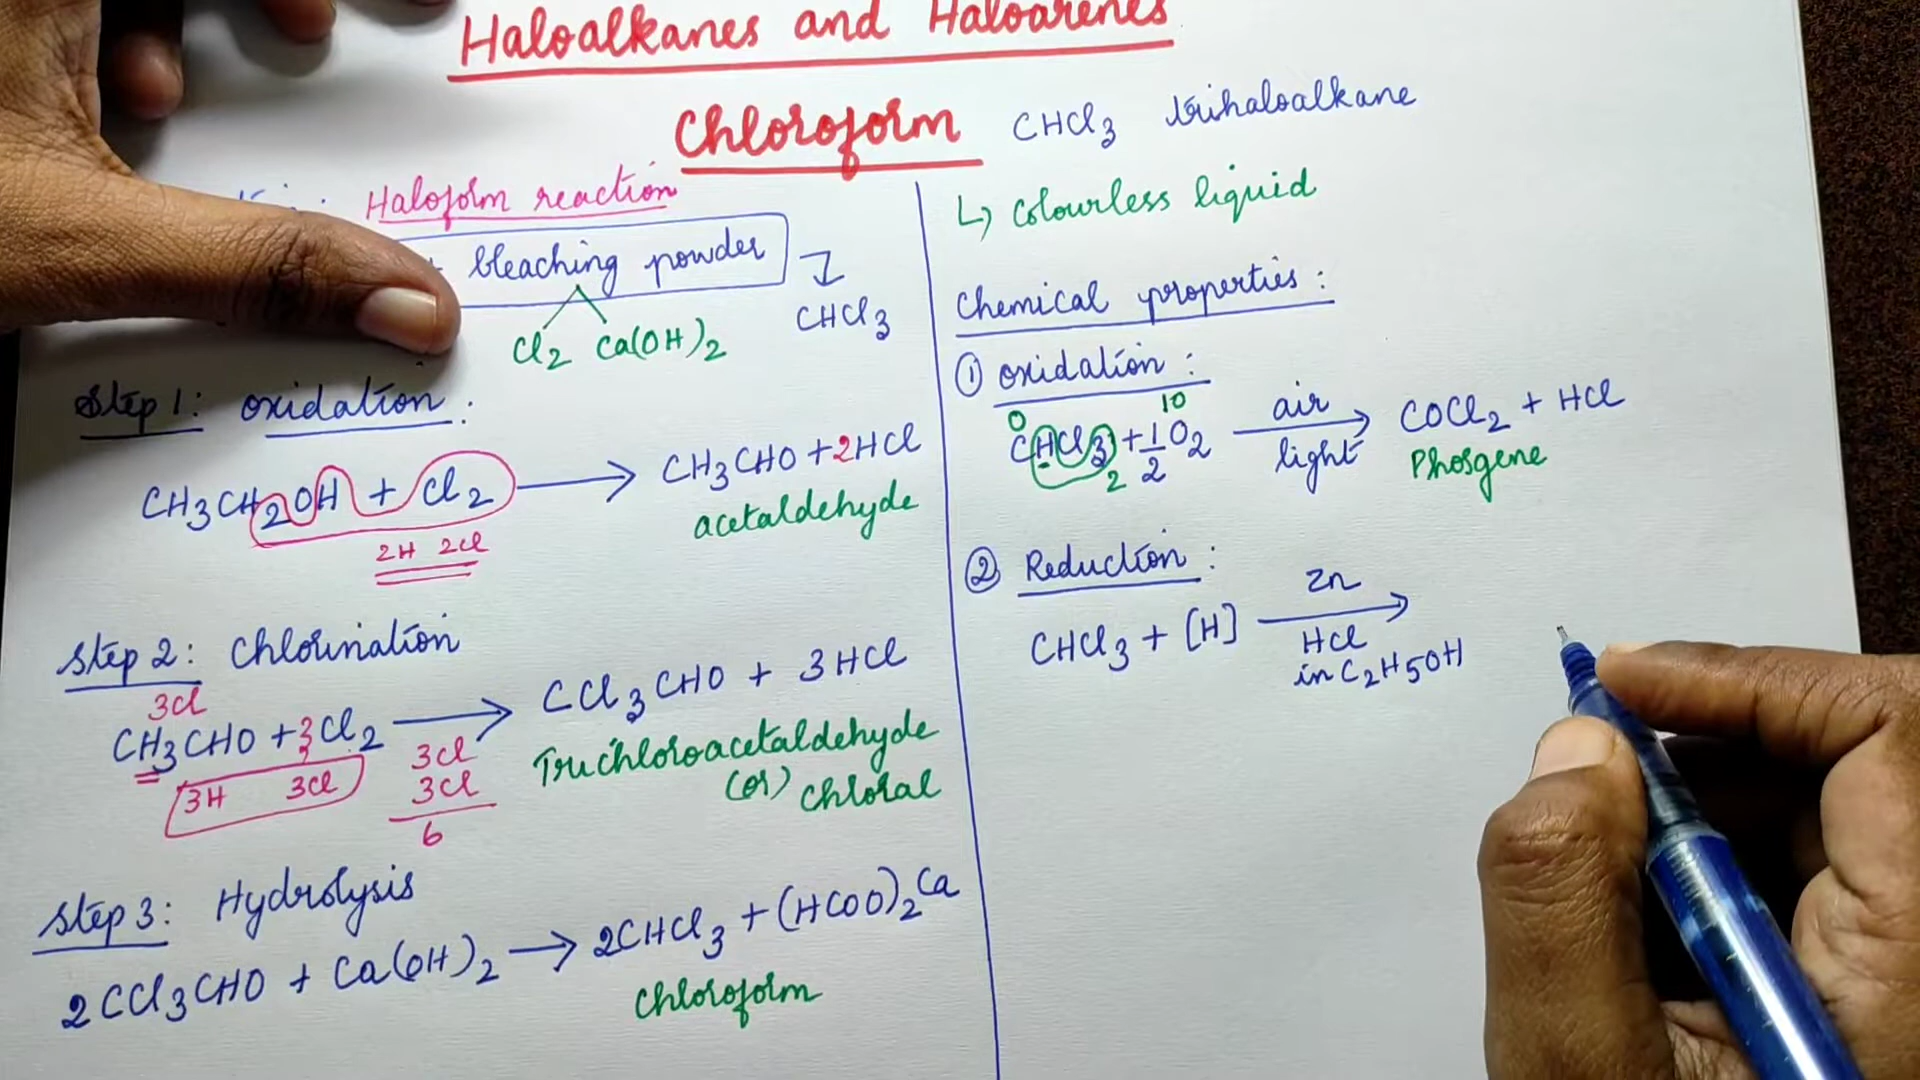 Haloalkanes and Haloarenes
Chloroform CHCl3 trihaloalkane
Haloform reaction
bleaching powder
CHCl3
Cl2 Ca(OH)2
Step 1: oxidation:
CH3CH2OH + Cl2 → CH3CHO + 2HCl
acetaldehyde
2H 2Cl
Step 2: Chlorination
3Cl
CH3CHO + 3Cl2 → CCl3CHO + 3HCl
3H 3Cl
3Cl
3Cl
6
Trichloroacetaldehyde
(or) chloral
Step 3: Hydrolysis
2CCl3CHO + Ca(OH)2 → 2CHCl3 + (HCOO)2Ca
chloroform
↳ colourless liquid
Chemical properties:
① oxidation:
O 10
CHCl3 + 1/2 O2 → COCl2 + HCl
air
light
2
Phosgene
② Reduction:
CHCl3 + [H] →
Zn
HCl
in C2H5OH